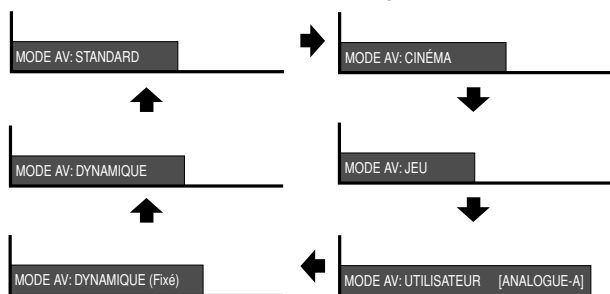 MODE AV: STANDARD
MODE AV: CINÉMA
MODE AV: DYNAMIQUE
MODE AV: JEU
MODE AV: DYNAMIQUE (Fixé)
MODE AV: UTILISATEUR [ANALOGUE-A]